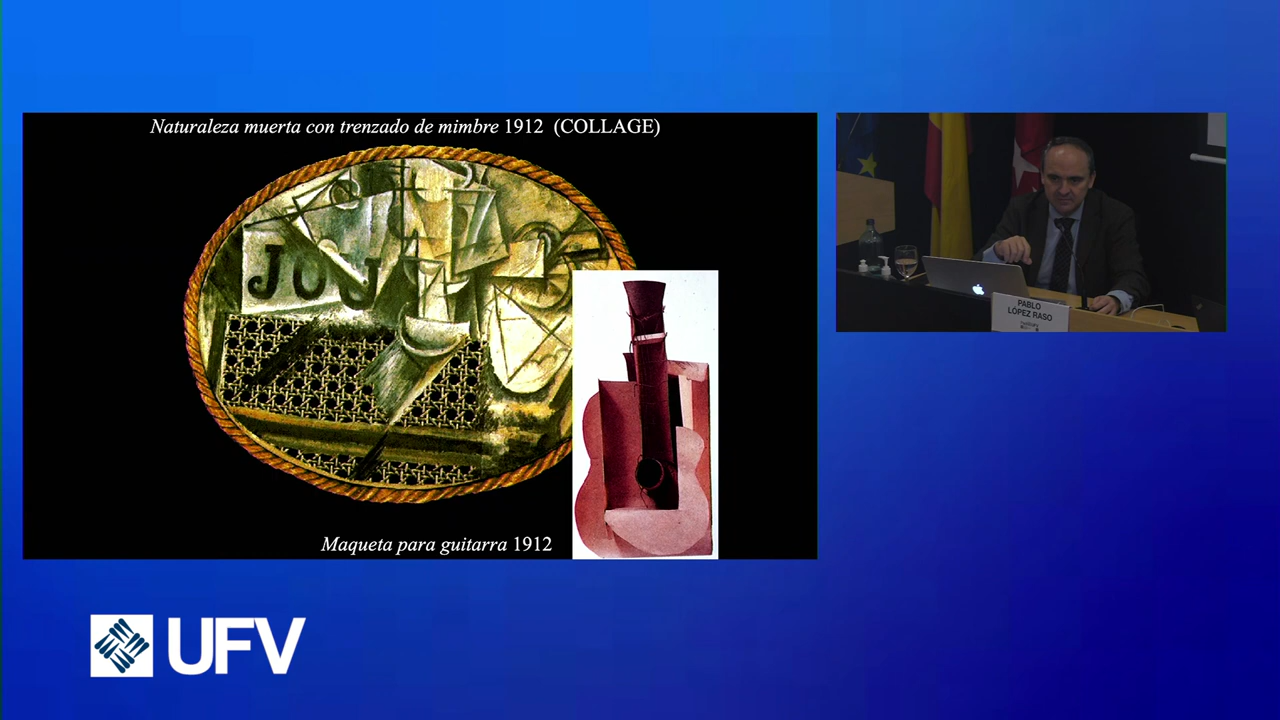 Naturaleza muerta con trenzado de mimbre 1912 (COLLAGE)
JOU
Maqueta para guitarra 1912
PABLO
LÓPEZ RASO
UFV